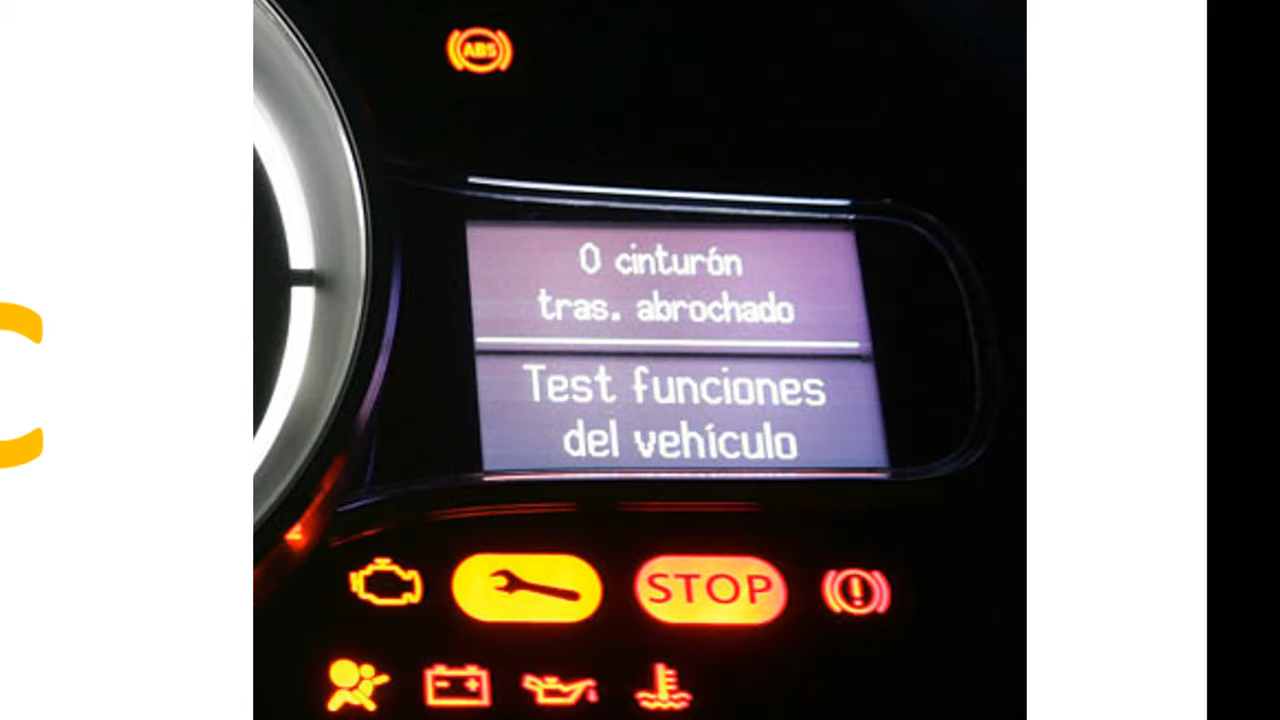 ABS
0 cinturón
tras. abrochado
Test funciones
del vehículo
STOP